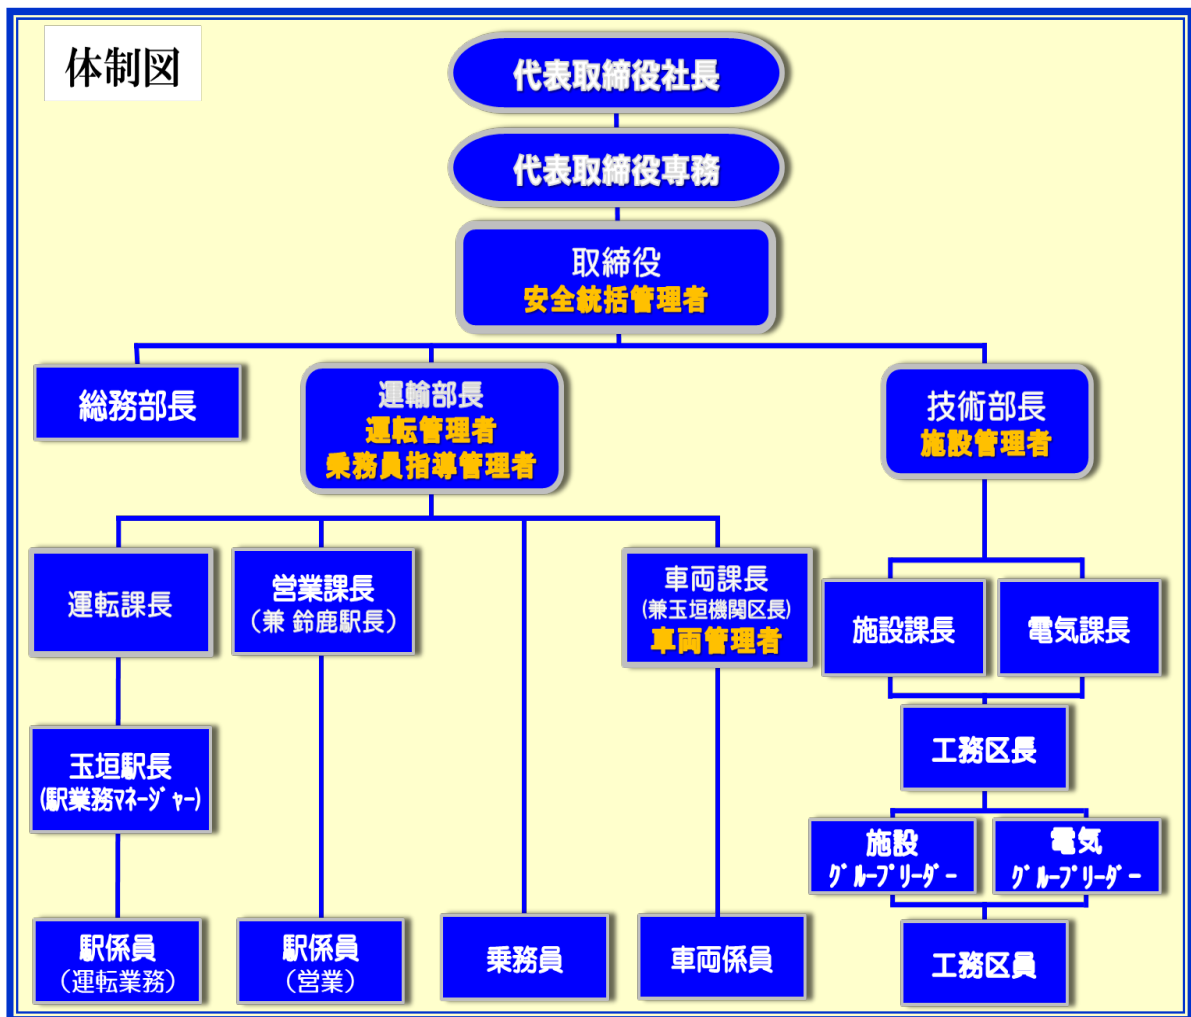 体制図
代表取締役社長
代表取締役専務
取締役
安全統括管理者
総務部長
運輸部長
運転管理者
乗務員指導管理者
技術部長
施設管理者
運転課長
営業課長
（兼 鈴鹿駅長）
車両課長
(兼玉垣機関区長)
車両管理者
施設課長
電気課長
工務区長
玉垣駅長
(駅業務ﾏﾈｰｼﾞｬｰ)
施設
ｸﾞﾙｰﾌﾟﾘｰﾀﾞｰ
電気
ｸﾞﾙｰﾌﾟﾘｰﾀﾞｰ
駅係員
（運転業務）
駅係員
（営業）
乗務員
車両係員
工務区員